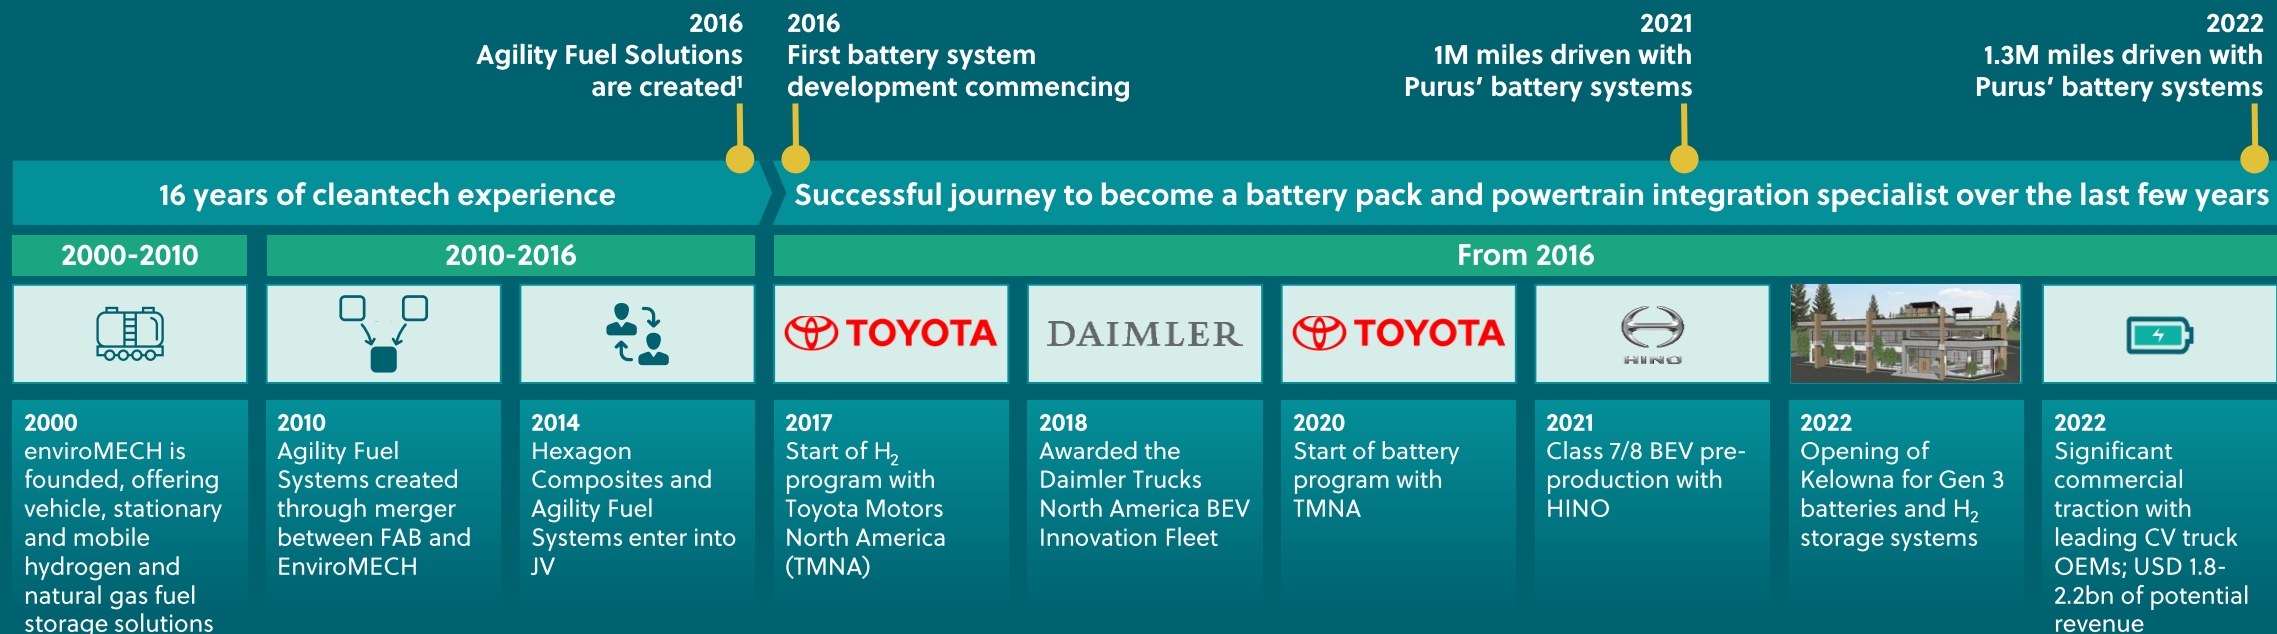 2016
Agility Fuel Solutions
are created¹
2016
First battery system
development commencing
2021
1M miles driven with
Purus’ battery systems
2022
1.3M miles driven with
Purus’ battery systems
16 years of cleantech experience
Successful journey to become a battery pack and powertrain integration specialist over the last few years
2000-2010
2010-2016
From 2016
TOYOTA
DAIMLER
TOYOTA
HINO
2000
enviroMECH is
founded, offering
vehicle, stationary
and mobile
hydrogen and
natural gas fuel
storage solutions
2010
Agility Fuel
Systems created
through merger
between FAB and
EnviroMECH
2014
Hexagon
Composites and
Agility Fuel
Systems enter into
JV
2017
Start of H₂
program with
Toyota Motors
North America
(TMNA)
2018
Awarded the
Daimler Trucks
North America BEV
Innovation Fleet
2020
Start of battery
program with
TMNA
2021
Class 7/8 BEV pre-
production with
HINO
2022
Opening of
Kelowna for Gen 3
batteries and H₂
storage systems
2022
Significant
commercial
traction with
leading CV truck
OEMs; USD 1.8-
2.2bn of potential
revenue